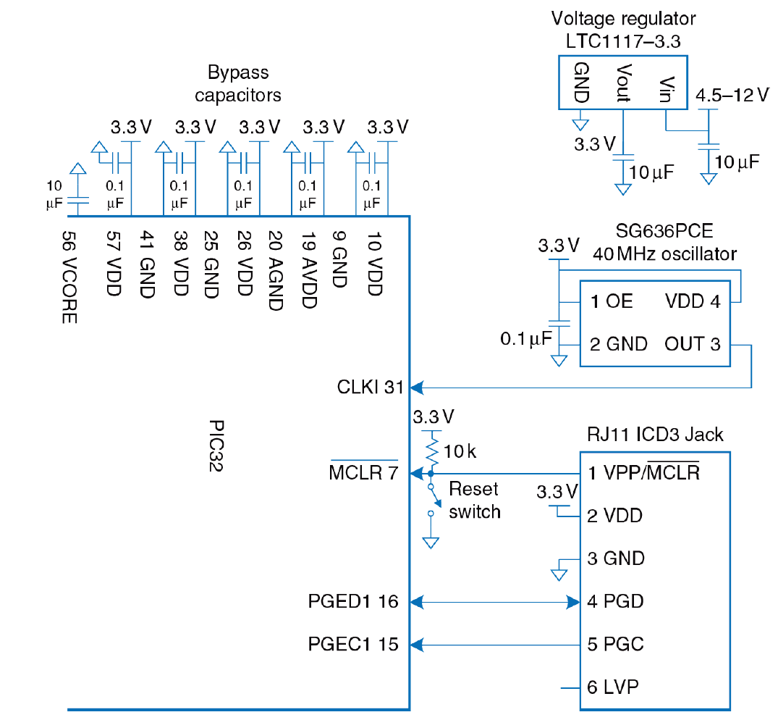 Voltage regulator
LTC1117–3.3
GND
Vout
Vin
4.5–12 V
3.3 V
10 µF
10 µF
Bypass
capacitors
3.3 V
3.3 V
3.3 V
3.3 V
3.3 V
10
µF
0.1
µF
0.1
µF
0.1
µF
0.1
µF
0.1
µF
56 VCORE
57 VDD
41 GND
38 VDD
25 GND
26 VDD
20 AGND
19 AVDD
9 GND
10 VDD
SG636PCE
40 MHz oscillator
3.3 V
1 OE
VDD 4
0.1 µF
2 GND
OUT 3
CLKI 31
PIC32
3.3 V
10 k
MCLR 7
Reset
switch
RJ11 ICD3 Jack
1 VPP/MCLR
3.3 V
2 VDD
3 GND
PGED1 16
4 PGD
PGEC1 15
5 PGC
6 LVP